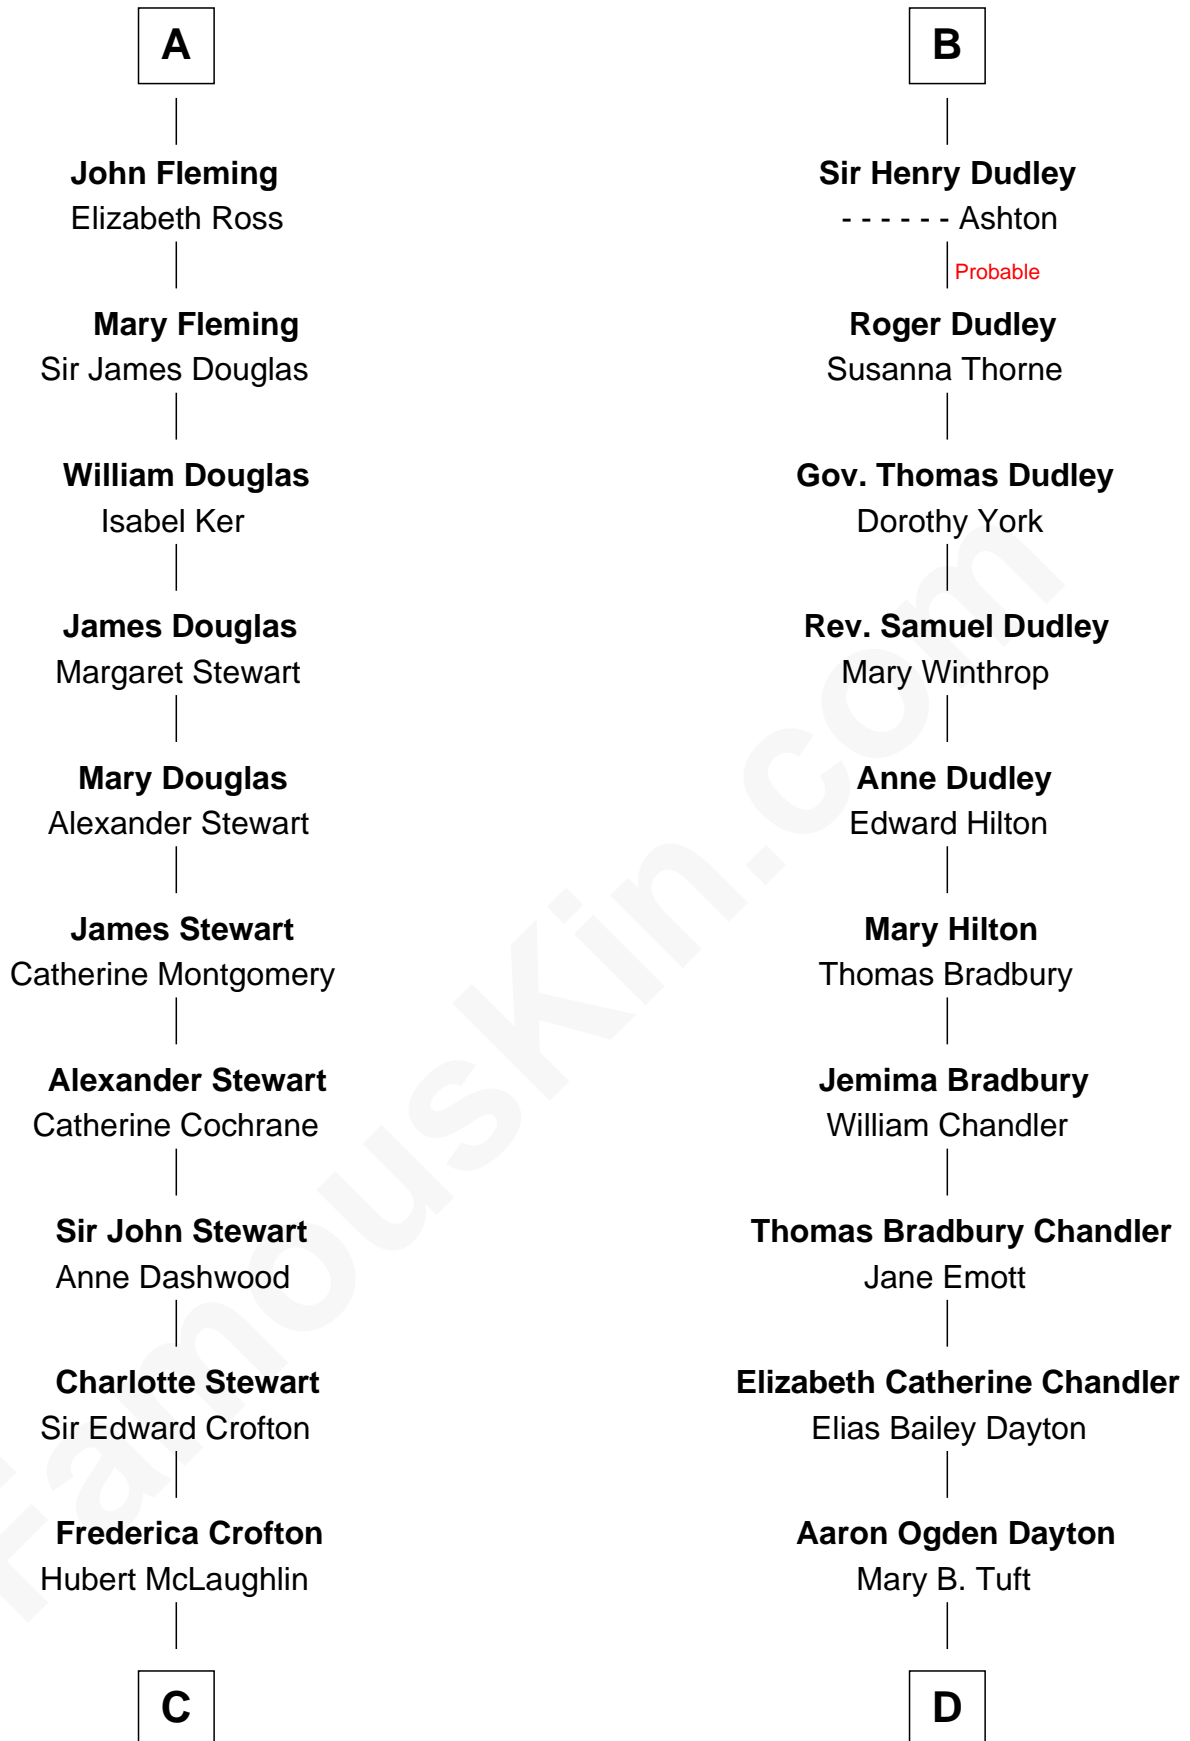 A
John Fleming
Elizabeth Ross
Mary Fleming
Sir James Douglas
William Douglas
Isabel Ker
James Douglas
Margaret Stewart
Mary Douglas
Alexander Stewart
James Stewart
Catherine Montgomery
Alexander Stewart
Catherine Cochrane
Sir John Stewart
Anne Dashwood
Charlotte Stewart
Sir Edward Crofton
Frederica Crofton
Hubert McLaughlin
C
B
Sir Henry Dudley
- - - - - - Ashton
Probable
Roger Dudley
Susanna Thorne
Gov. Thomas Dudley
Dorothy York
Rev. Samuel Dudley
Mary Winthrop
Anne Dudley
Edward Hilton
Mary Hilton
Thomas Bradbury
Jemima Bradbury
William Chandler
Thomas Bradbury Chandler
Jane Emott
Elizabeth Catherine Chandler
Elias Bailey Dayton
Aaron Ogden Dayton
Mary B. Tuft
D
FamousKin.com